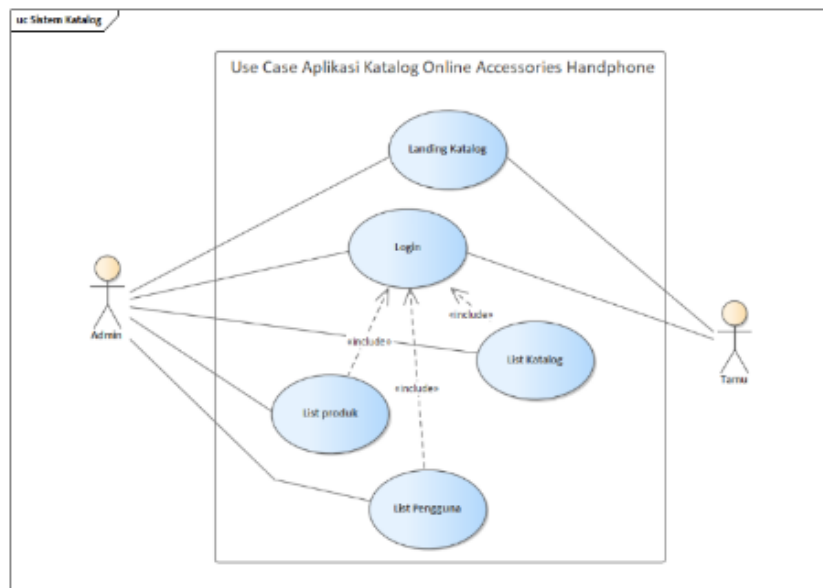 uc Sistem Katalog
Use Case Aplikasi Katalog Online Accessories Handphone
Landing Katalog
Login
«include»
Admin
«include»
List Katalog
Tamu
«include»
List produk
List Pengguna